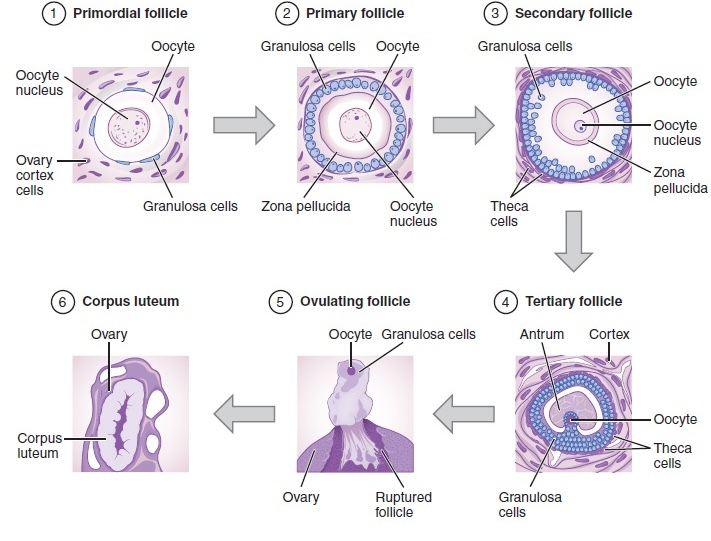 1 Primordial follicle
Oocyte
Oocyte
nucleus
Ovary
cortex
cells
Granulosa cells
2 Primary follicle
Granulosa cells
Oocyte
Zona pellucida
Oocyte
nucleus
3 Secondary follicle
Granulosa cells
Oocyte
Oocyte
nucleus
Zona
pellucida
Theca
cells
6 Corpus luteum
Ovary
Corpus
luteum
5 Ovulating follicle
Oocyte
Granulosa cells
Ovary
Ruptured
follicle
4 Tertiary follicle
Antrum
Cortex
Oocyte
Theca
cells
Granulosa
cells